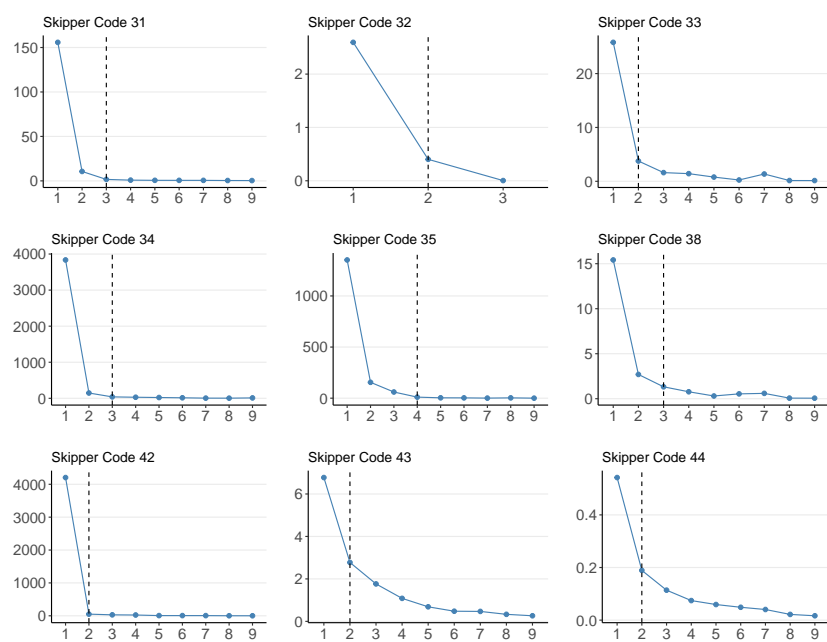 Skipper Code 31
150
100
50
0
1 2 3 4 5 6 7 8 9
Skipper Code 32
2
1
0
1 2 3
Skipper Code 33
20
10
0
1 2 3 4 5 6 7 8 9
Skipper Code 34
4000
3000
2000
1000
0
1 2 3 4 5 6 7 8 9
Skipper Code 35
1000
500
0
1 2 3 4 5 6 7 8 9
Skipper Code 38
15
10
5
0
1 2 3 4 5 6 7 8 9
Skipper Code 42
4000
3000
2000
1000
0
1 2 3 4 5 6 7 8 9
Skipper Code 43
6
4
2
0
1 2 3 4 5 6 7 8 9
Skipper Code 44
0.4
0.2
0.0
1 2 3 4 5 6 7 8 9